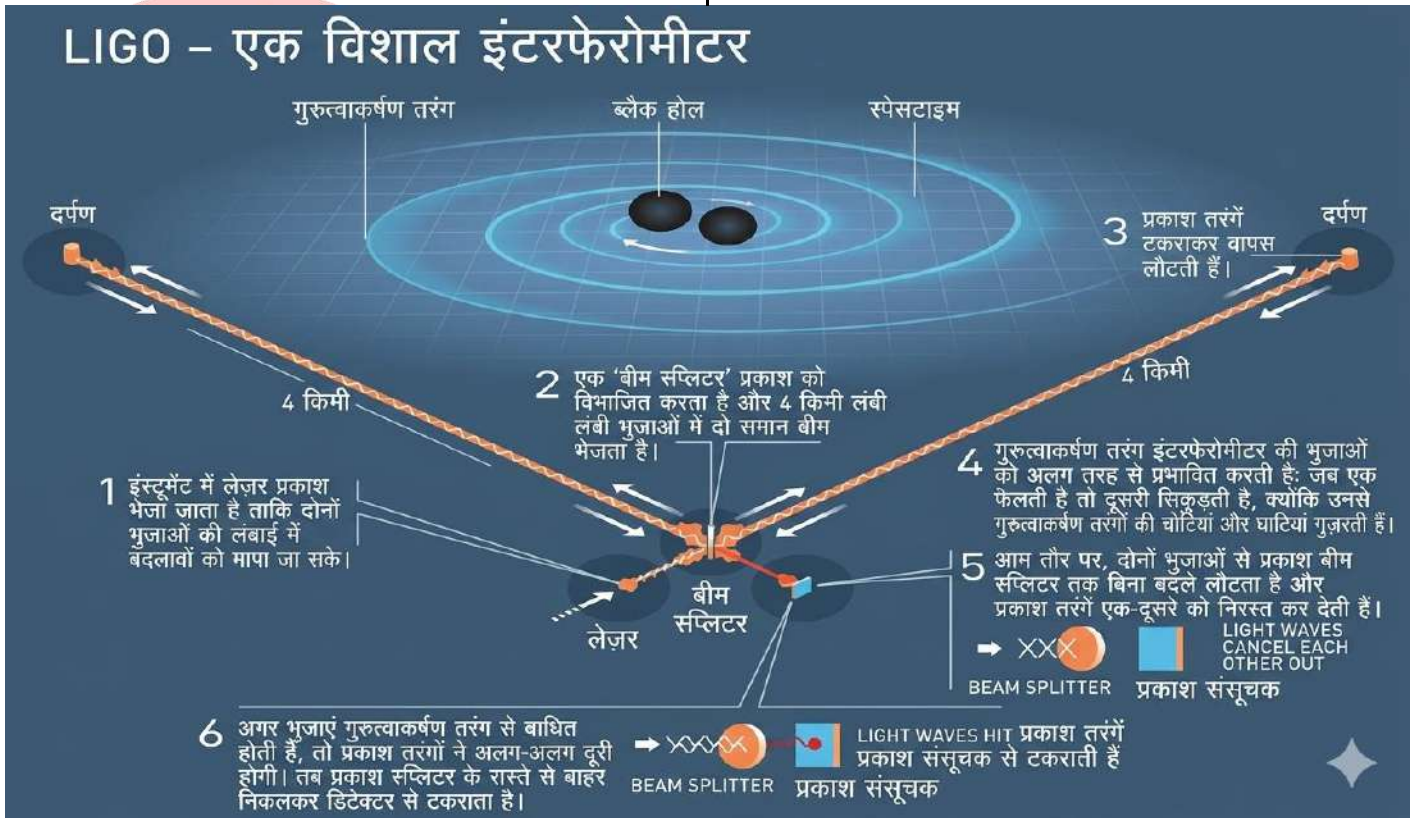 LIGO – एक विशाल इंटरफेरोमीटर
गुरुत्वाकर्षण तरंग
ब्लैक होल
स्पेसटाइम
दर्पण
दर्पण
3 प्रकाश तरंगें
टकराकर वापस
लौटती हैं।
4 किमी
4 किमी
2 एक ‘बीम सप्लिटर’ प्रकाश को
विभाजित करता है और 4 किमी लंबी
लंबी भुजाओं में दो समान बीम
भेजता है।
1 इंस्टूमेंट में लेज़र प्रकाश
भेजा जाता है ताकि दोनों
भुजाओं की लंबाई में
बदलावों को मापा जा सके।
4 गुरुत्वाकर्षण तरंग इंटरफेरोमीटर की भुजाओं
को अलग तरह से प्रभावित करती है: जब एक
फेलती है तो दूसरी सिकुड़ती है, क्योंकि उनसे
गुरुत्वाकर्षण तरंगों की चोटियां और घाटियां गुज़रती हैं।
लेज़र
बीम
सप्लिटर
5 आम तौर पर, दोनों भुजाओं से प्रकाश बीम
सप्लिटर तक बिना बदले लौटता है और
प्रकाश तरंगें एक-दूसरे को निरस्त कर देती हैं।
BEAM SPLITTER
LIGHT WAVES
CANCEL EACH
OTHER OUT
प्रकाश संसूचक
6 अगर भुजाएं गुरुत्वाकर्षण तरंग से बाधित
होती हैं, तो प्रकाश तरंगों ने अलग-अलग दूरी
होगी। तब प्रकाश सप्लिटर के रास्ते से बाहर
निकलकर डिटेक्टर से टकराता है।
BEAM SPLITTER
LIGHT WAVES HIT प्रकाश तरंगें
प्रकाश संसूचक से टकराती हैं
प्रकाश संसूचक